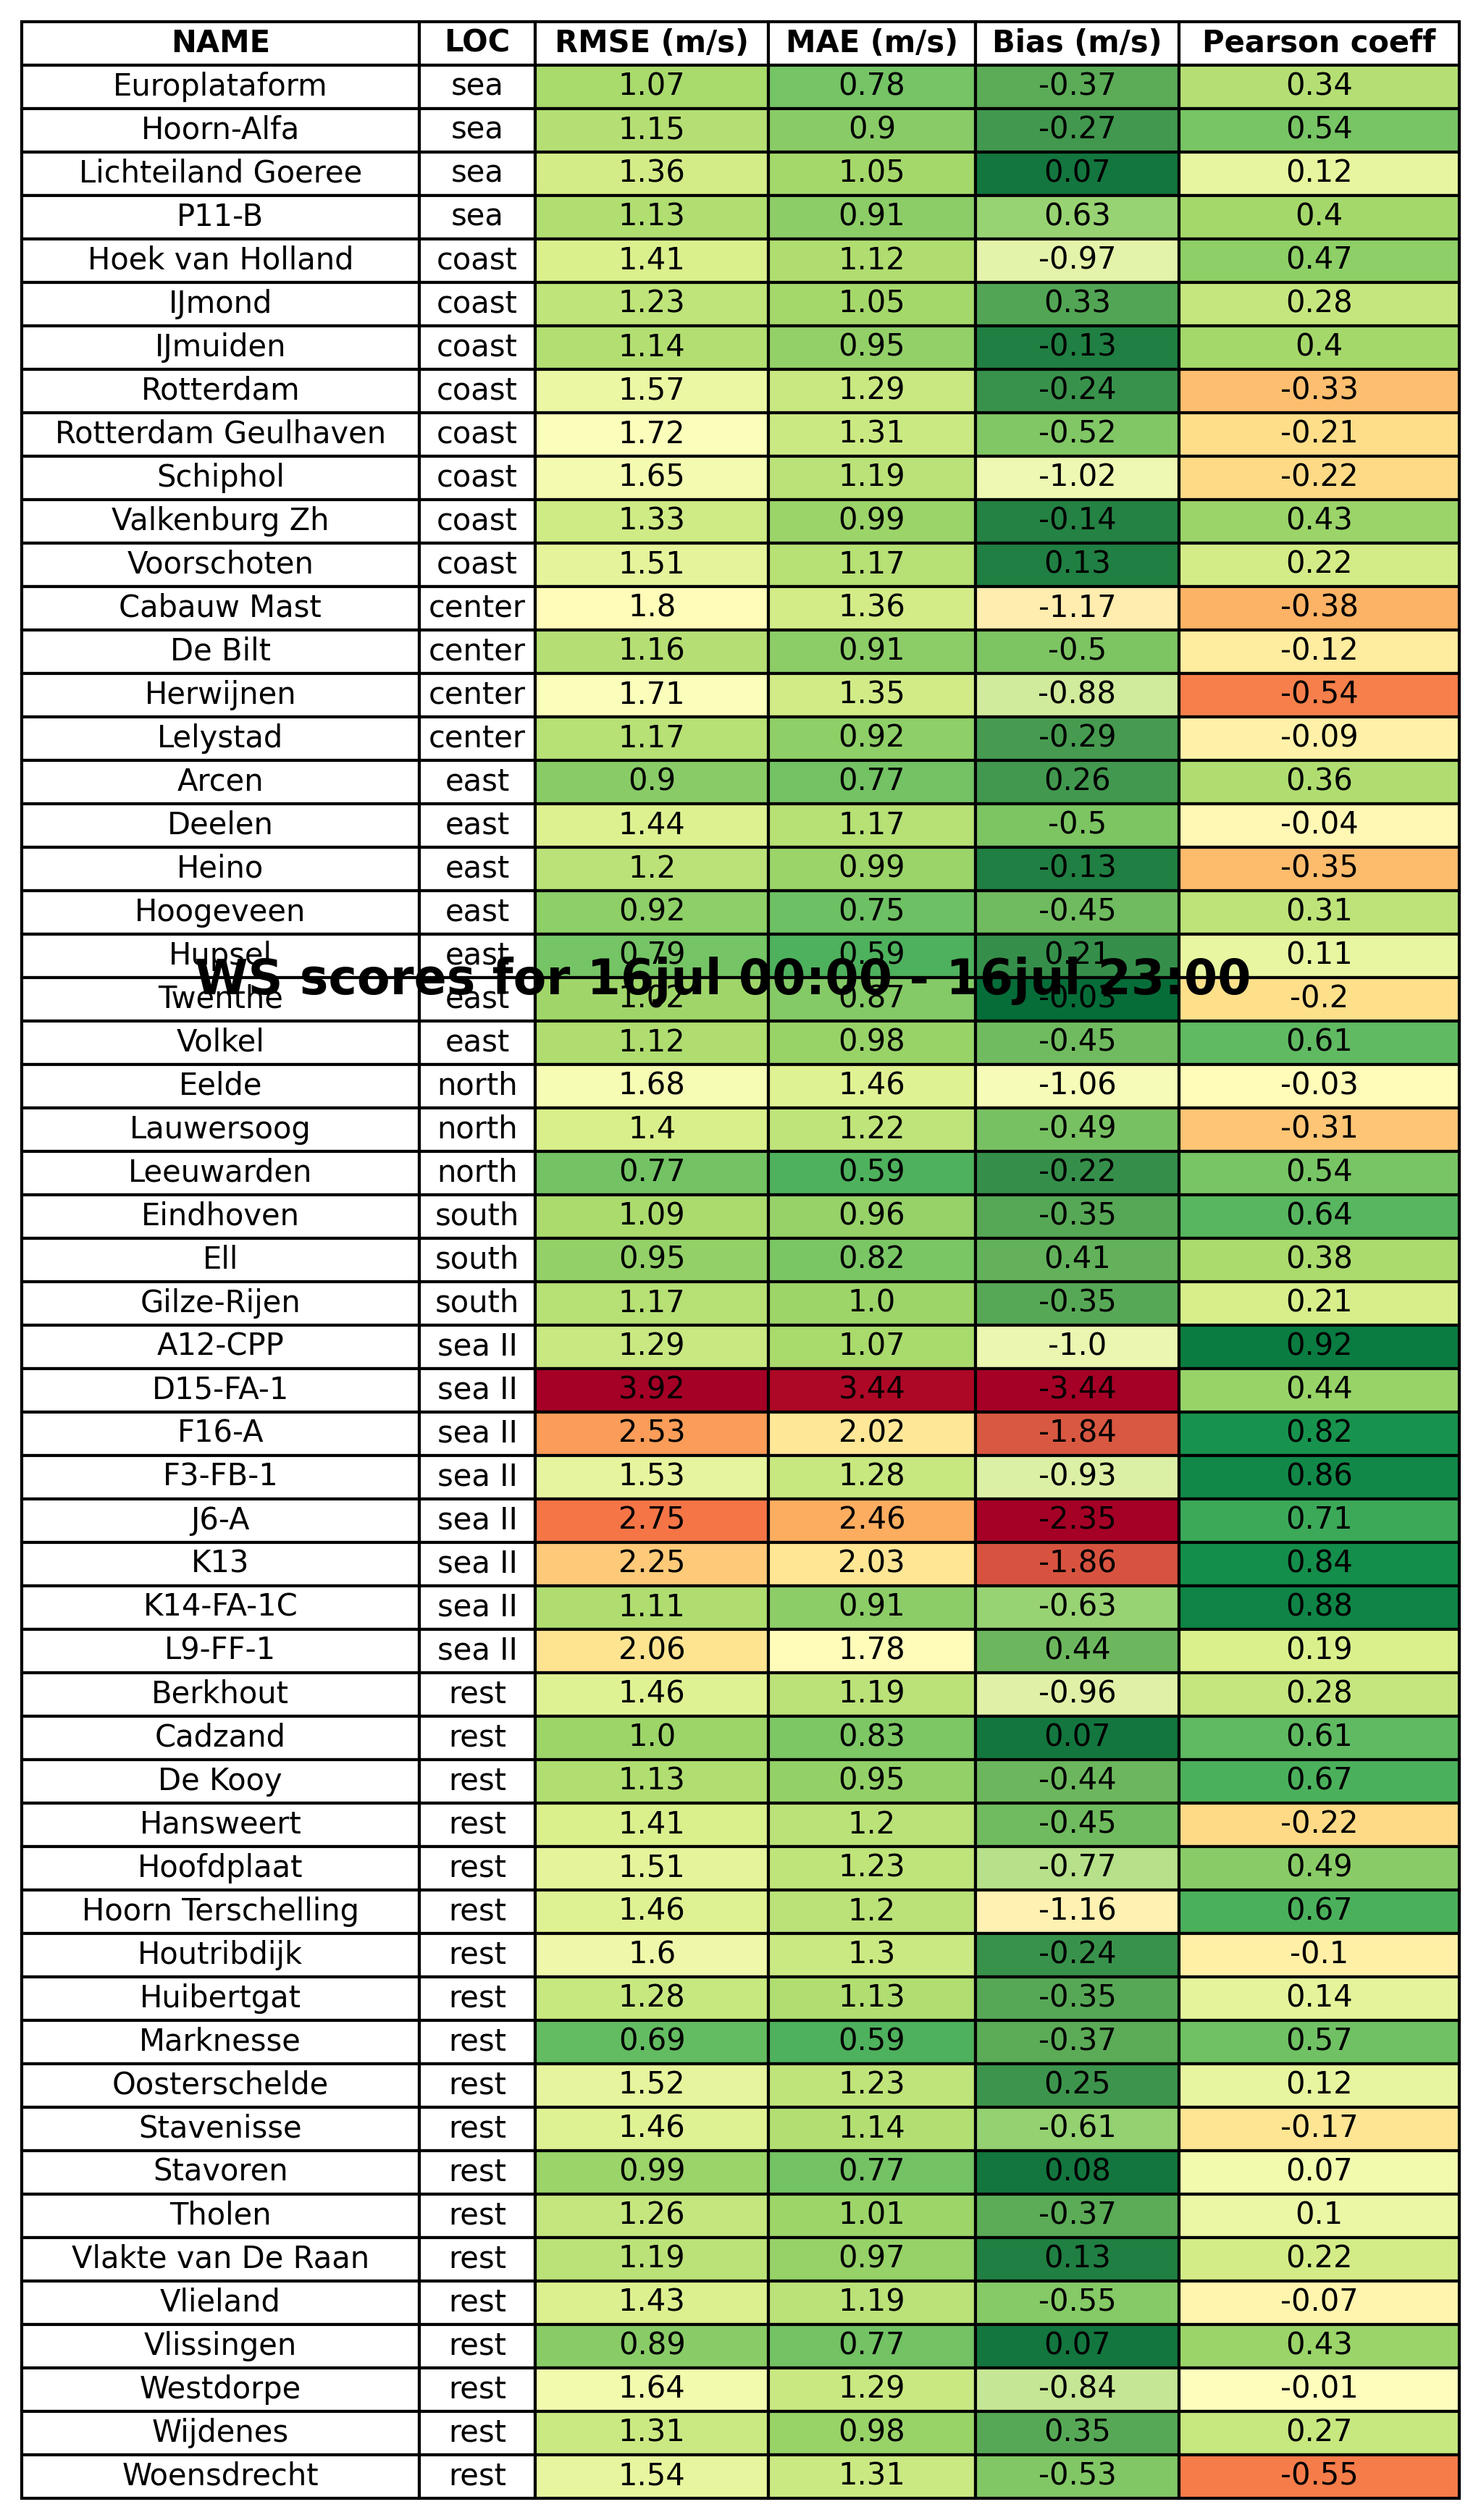 NAME LOC RMSE (m/s) MAE (m/s) Bias (m/s) Pearson coeff
Europlataform sea 1.07 0.78 -0.37 0.34
Hoorn-Alfa sea 1.15 0.9 -0.27 0.54
Lichteiland Goeree sea 1.36 1.05 0.07 0.12
P11-B sea 1.13 0.91 0.63 0.4
Hoek van Holland coast 1.41 1.12 -0.97 0.47
IJmond coast 1.23 1.05 0.33 0.28
IJmuiden coast 1.14 0.95 -0.13 0.4
Rotterdam coast 1.57 1.29 -0.24 -0.33
Rotterdam Geulhaven coast 1.72 1.31 -0.52 -0.21
Schiphol coast 1.65 1.19 -1.02 -0.22
Valkenburg Zh coast 1.33 0.99 -0.14 0.43
Voorschoten coast 1.51 1.17 0.13 0.22
Cabauw Mast center 1.8 1.36 -1.17 -0.38
De Bilt center 1.16 0.91 -0.5 -0.12
Herwijnen center 1.71 1.35 -0.88 -0.54
Lelystad center 1.17 0.92 -0.29 -0.09
Arcen east 0.9 0.77 0.26 0.36
Deelen east 1.44 1.17 -0.5 -0.04
Heino east 1.2 0.99 -0.13 -0.35
Hoogeveen east 0.92 0.75 -0.45 0.31
Hupsel east 0.79 0.59 0.21 0.11
WS scores for 16jul 00:00 - 16jul 23:00
Twenthe east 1.02 0.87 -0.03 -0.2
Volkel east 1.12 0.98 -0.45 0.61
Eelde north 1.68 1.46 -1.06 -0.03
Lauwersoog north 1.4 1.22 -0.49 -0.31
Leeuwarden north 0.77 0.59 -0.22 0.54
Eindhoven south 1.09 0.96 -0.35 0.64
Ell south 0.95 0.82 0.41 0.38
Gilze-Rijen south 1.17 1.0 -0.35 0.21
A12-CPP sea II 1.29 1.07 -1.0 0.92
D15-FA-1 sea II 3.92 3.44 -3.44 0.44
F16-A sea II 2.53 2.02 -1.84 0.82
F3-FB-1 sea II 1.53 1.28 -0.93 0.86
J6-A sea II 2.75 2.46 -2.35 0.71
K13 sea II 2.25 2.03 -1.86 0.84
K14-FA-1C sea II 1.11 0.91 -0.63 0.88
L9-FF-1 sea II 2.06 1.78 0.44 0.19
Berkhout rest 1.46 1.19 -0.96 0.28
Cadzand rest 1.0 0.83 0.07 0.61
De Kooy rest 1.13 0.95 -0.44 0.67
Hansweert rest 1.41 1.2 -0.45 -0.22
Hoofdplaat rest 1.51 1.23 -0.77 0.49
Hoorn Terschelling rest 1.46 1.2 -1.16 0.67
Houtribdijk rest 1.6 1.3 -0.24 -0.1
Huibertgat rest 1.28 1.13 -0.35 0.14
Marknesse rest 0.69 0.59 -0.37 0.57
Oosterschelde rest 1.52 1.23 0.25 0.12
Stavenisse rest 1.46 1.14 -0.61 -0.17
Stavoren rest 0.99 0.77 0.08 0.07
Tholen rest 1.26 1.01 -0.37 0.1
Vlakte van De Raan rest 1.19 0.97 0.13 0.22
Vlieland rest 1.43 1.19 -0.55 -0.07
Vlissingen rest 0.89 0.77 0.07 0.43
Westdorpe rest 1.64 1.29 -0.84 -0.01
Wijdenes rest 1.31 0.98 0.35 0.27
Woensdrecht rest 1.54 1.31 -0.53 -0.55